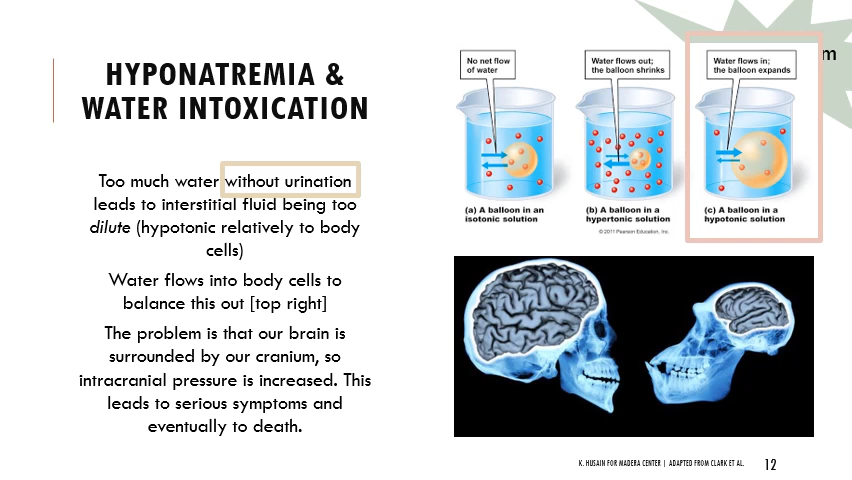 HYPONATREMIA &
WATER INTOXICATION
Too much water without urination
leads to interstitial fluid being too
dilute (hypotonic relatively to body
cells)
Water flows into body cells to
balance this out [top right]
The problem is that our brain is
surrounded by our cranium, so
intracranial pressure is increased. This
leads to serious symptoms and
eventually to death.
No net flow
of water
Water flows out;
the balloon shrinks
Water flows in;
the balloon expands
m
(a) A balloon in an
isotonic solution
(b) A balloon in a
hypertonic solution
(c) A balloon in a
hypotonic solution
© 2011 Pearson Education, Inc.
K. HUSAIN FOR MADERA CENTER | ADAPTED FROM CLARK ET AL.
12